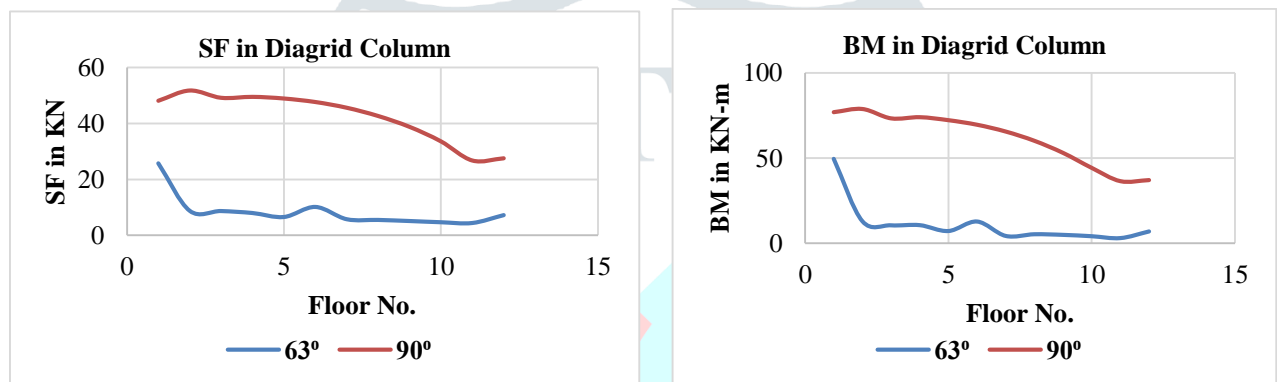 SF in Diagrid Column
60
40
20
0
SF in KN
0 5 10 15
Floor No.
63º 90º
BM in Diagrid Column
100
50
0
BM in KN-m
0 5 10 15
Floor No.
63º 90º